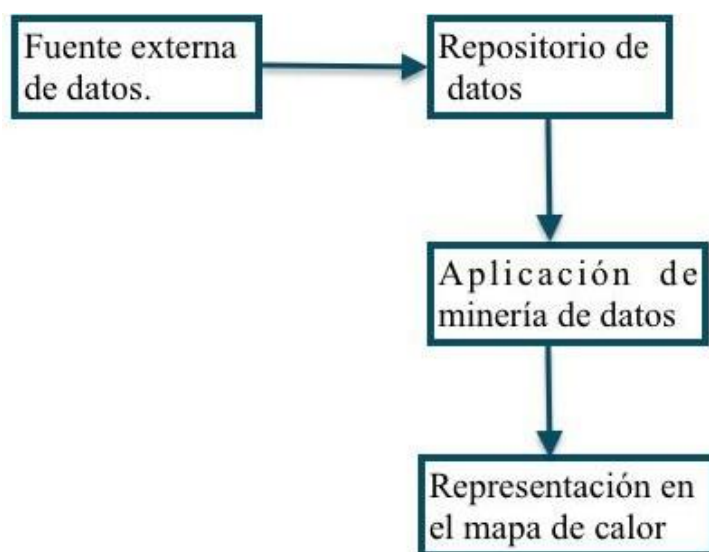 Fuente externa
de datos.
Repositorio de
datos
Aplicación de
minería de datos
Representación en
el mapa de calor